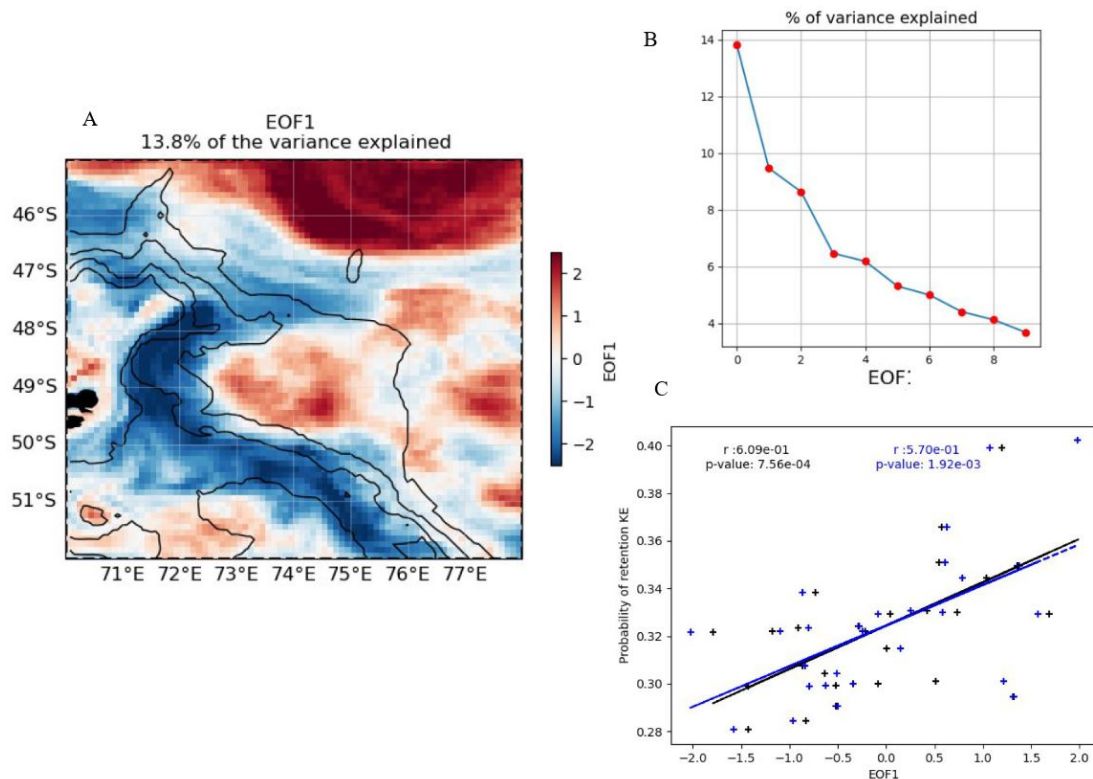 A
EOF1
13.8% of the variance explained
46°S
47°S
48°S
49°S
50°S
51°S
71°E 72°E 73°E 74°E 75°E 76°E 77°E
2
1
0
−1
−2
EOF1
B
% of variance explained
14
12
10
8
6
4
0 2 4 6 8
EOF:
C
r :6.09e-01
p-value: 7.56e-04
r :5.70e-01
p-value: 1.92e-03
Probability of retention KE
0.40
0.38
0.36
0.34
0.32
0.30
0.28
−2.0 −1.5 −1.0 −0.5 0.0 0.5 1.0 1.5 2.0
EOF1